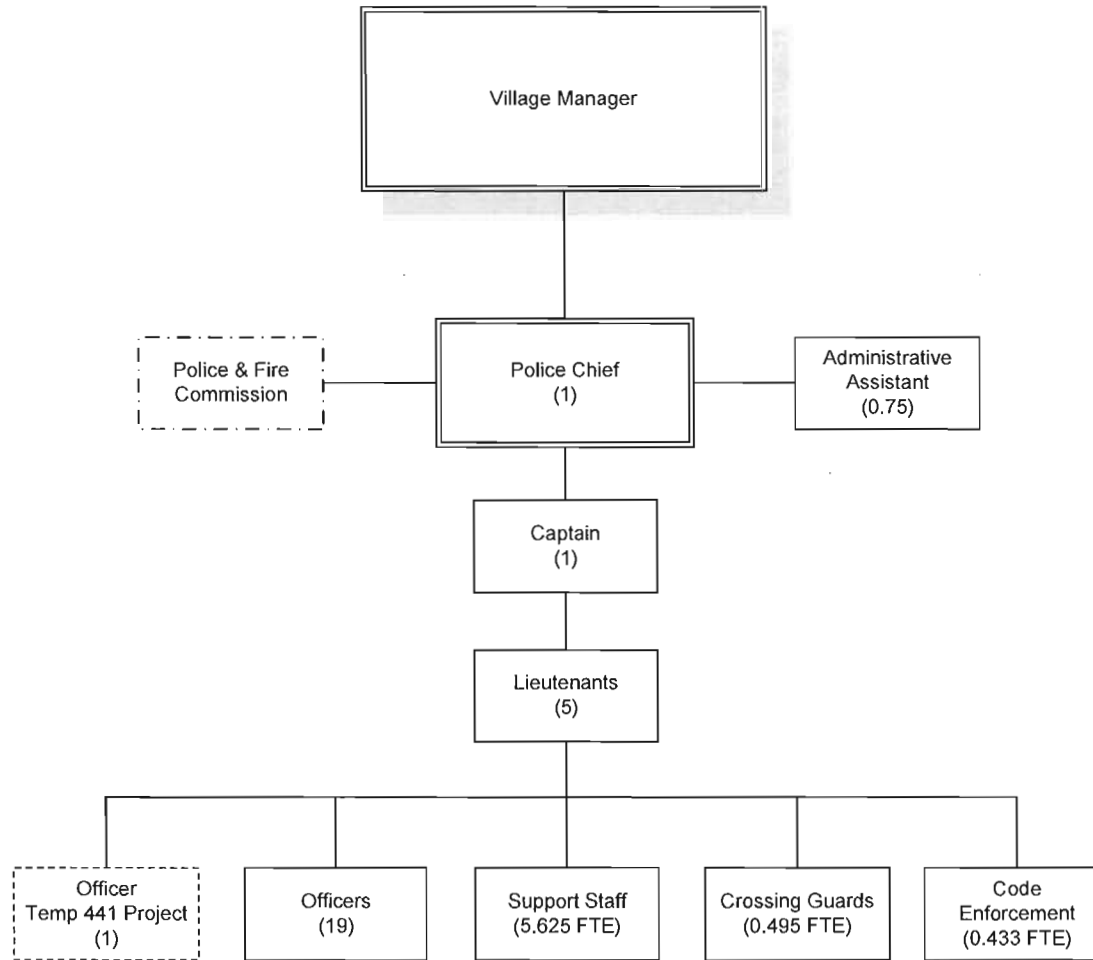 Village Manager
Police & Fire
Commission
Police Chief
(1)
Administrative
Assistant
(0.75)
Captain
(1)
Lieutenants
(5)
Officer
Temp 441 Project
(1)
Officers
(19)
Support Staff
(5.625 FTE)
Crossing Guards
(0.495 FTE)
Code
Enforcement
(0.433 FTE)